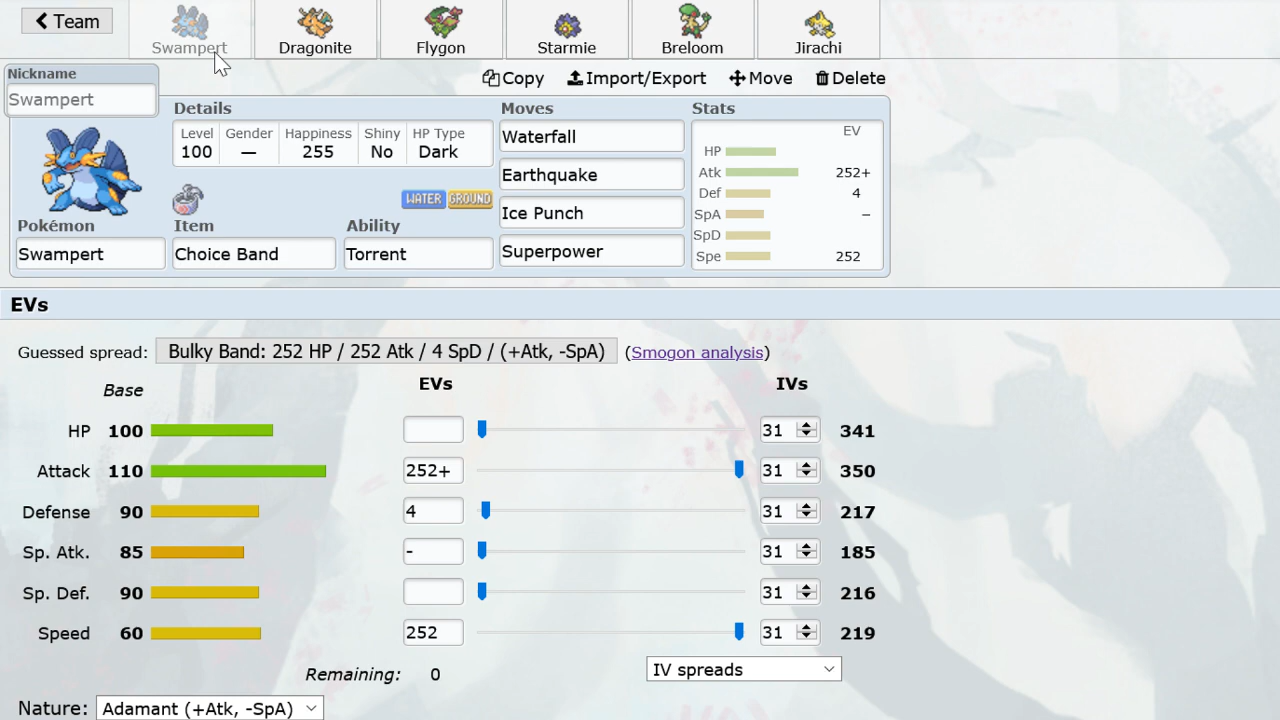 Team
Swampert
Dragonite
Flygon
Starmie
Breloom
Jirachi
Nickname
Swampert
Copy
Import/Export
Move
Delete
Details
Level Gender Happiness Shiny HP Type
100 — 255 No Dark
WATER GROUND
Pokémon
Swampert
Item
Choice Band
Ability
Torrent
Moves
Waterfall
Earthquake
Ice Punch
Superpower
Stats
EV
HP
Atk 252+
Def 4
SpA –
SpD
Spe 252
EVs
Guessed spread: Bulky Band: 252 HP / 252 Atk / 4 SpD / (+Atk, -SpA) (Smogon analysis)
Base EVs IVs
HP 100 31 341
Attack 110 252+ 31 350
Defense 90 4 31 217
Sp. Atk. 85 - 31 185
Sp. Def. 90 31 216
Speed 60 252 31 219
Remaining: 0 IV spreads
Nature: Adamant (+Atk, -SpA)